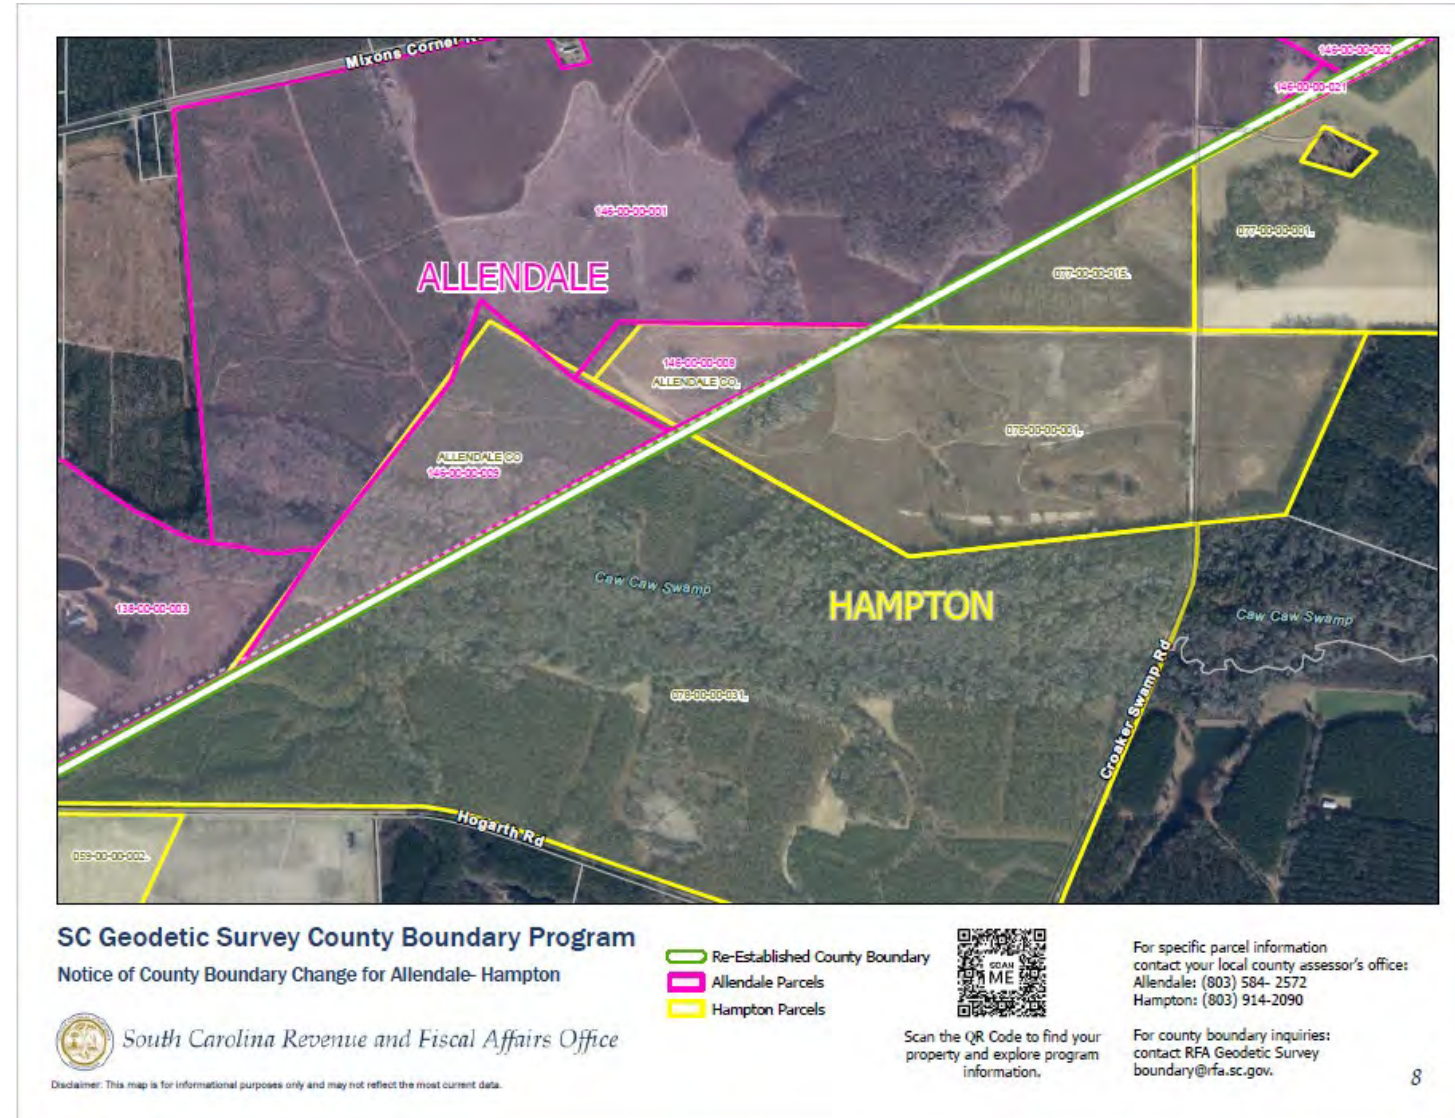 Mixons Corner Rd
146-00-00-002
146-00-00-021
146-00-00-001
077-00-00-001.
ALLENDALE
077-00-00-015.
146-00-00-008
ALLENDALE CO.
078-00-00-001.
ALLENDALE CO
146-00-00-009
Caw Caw Swamp
HAMPTON
138-00-00-003
Caw Caw Swamp
Croaker Swamp Rd
078-00-00-031.
Hogarth Rd
059-00-00-002.
SC Geodetic Survey County Boundary Program
Notice of County Boundary Change for Allendale- Hampton
South Carolina Revenue and Fiscal Affairs Office
Disclaimer: This map is for informational purposes only and may not reflect the most current data.
Re-Established County Boundary
Allendale Parcels
Hampton Parcels
SCAN
ME
Scan the QR Code to find your
property and explore program
information.
For specific parcel information
contact your local county assessor's office:
Allendale: (803) 584- 2572
Hampton: (803) 914-2090
For county boundary inquiries:
contact RFA Geodetic Survey
boundary@rfa.sc.gov.
8